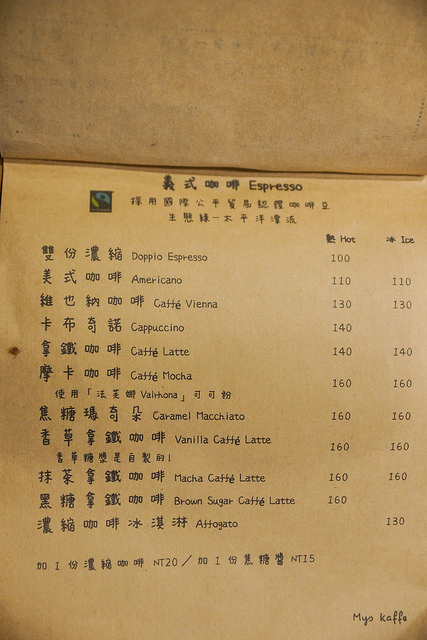 義式咖啡 Espresso
採用國際公平貿易認證咖啡豆
生態綠－太平洋漂流
熱 Hot 冰 Ice
雙份濃縮 Doppio Espresso 100
美式咖啡 Americano 110 110
維也納咖啡 Caffé Vienna 130 130
卡布奇諾 Cappuccino 140
拿鐵咖啡 Caffé Latte 140 140
摩卡咖啡 Caffé Mocha 160 160
使用「法芙娜 Valrhona」可可粉
焦糖瑪奇朵 Caramel Macchiato 160 160
香草拿鐵咖啡 Vanilla Caffé Latte 160 160
香草糖漿是自製的!
抹茶拿鐵咖啡 Macha Caffé Latte 160 160
黑糖拿鐵咖啡 Brown Sugar Caffé Latte 160
濃縮咖啡冰淇淋 Affogato 130
加1份濃縮咖啡 NT20／加1份焦糖醬 NT15
Myo kaffe